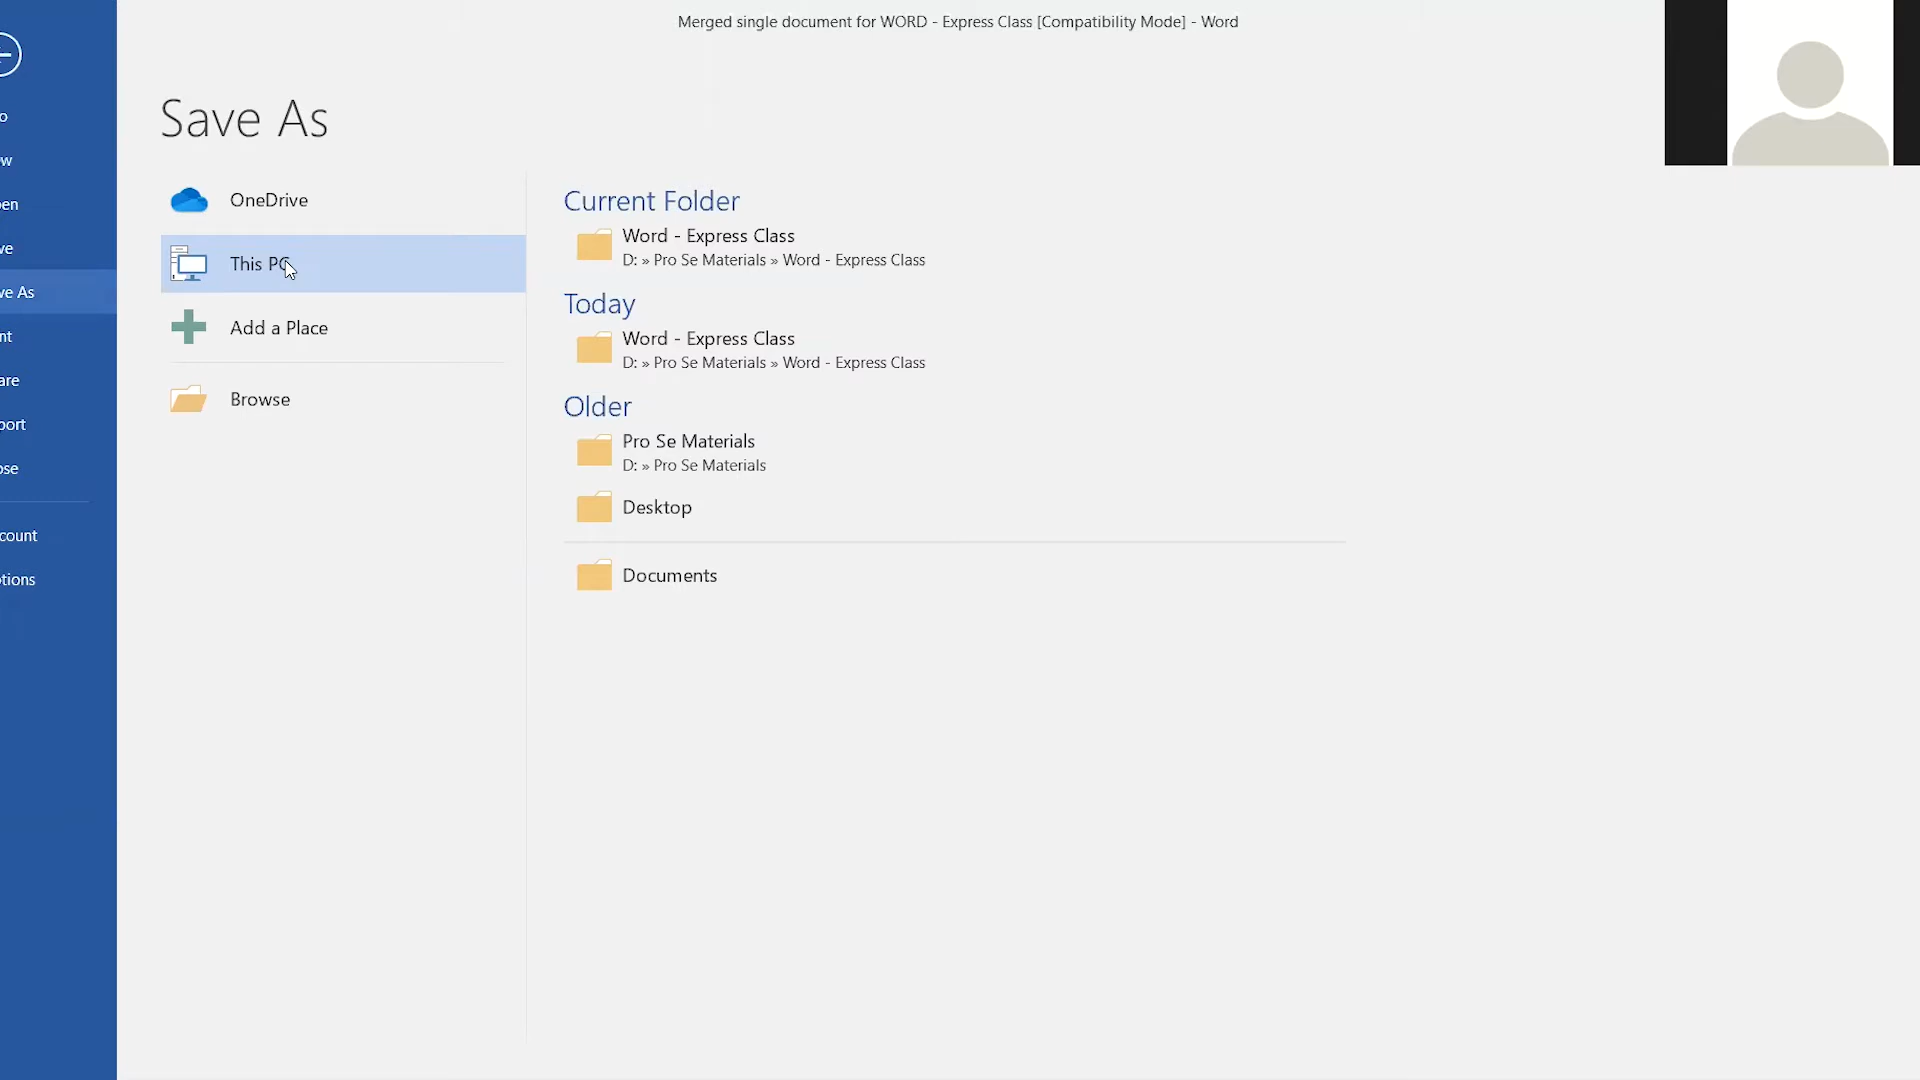 Merged single document for WORD - Express Class [Compatibility Mode] - Word
o
w
en
ve
ve As
nt
are
port
ose
count
tions
Save As
OneDrive
This PC
Add a Place
Browse
Current Folder
Word - Express Class
D: » Pro Se Materials » Word - Express Class
Today
Word - Express Class
D: » Pro Se Materials » Word - Express Class
Older
Pro Se Materials
D: » Pro Se Materials
Desktop
Documents